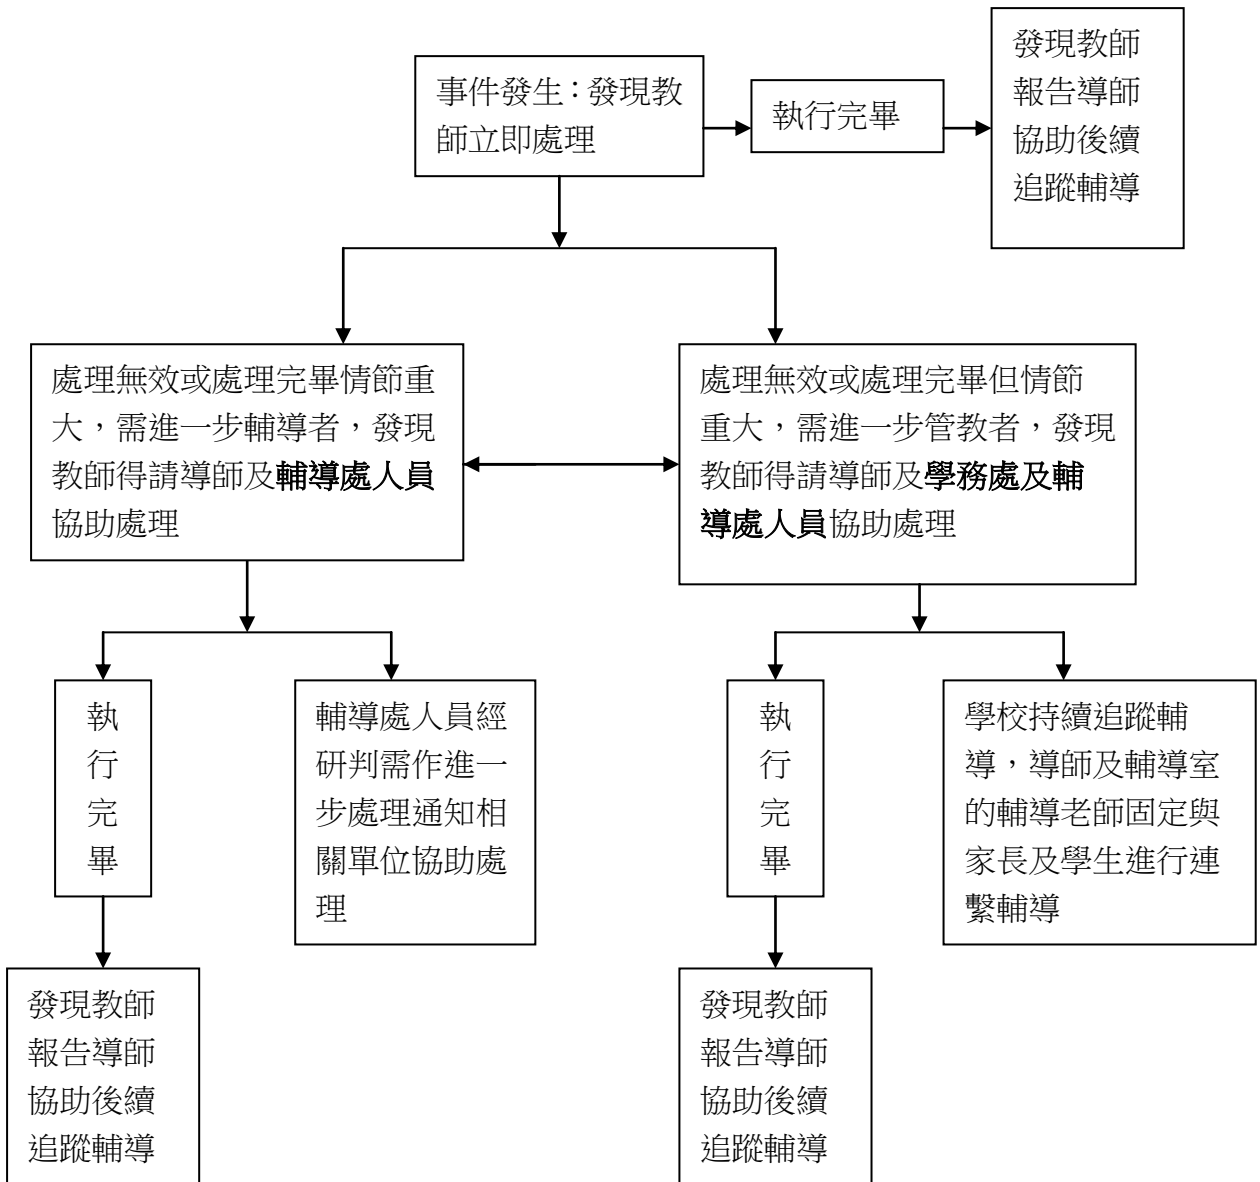 事件發生：發現教
師立即處理
執行完畢
發現教師
報告導師
協助後續
追蹤輔導
處理無效或處理完畢情節重
大，需進一步輔導者，發現
教師得請導師及輔導處人員
協助處理
處理無效或處理完畢但情節
重大，需進一步管教者，發現
教師得請導師及學務處及輔
導處人員協助處理
執
行
完
畢
輔導處人員經
研判需作進一
步處理通知相
關單位協助處
理
執
行
完
畢
學校持續追蹤輔
導，導師及輔導室
的輔導老師固定與
家長及學生進行連
繫輔導
發現教師
報告導師
協助後續
追蹤輔導
發現教師
報告導師
協助後續
追蹤輔導